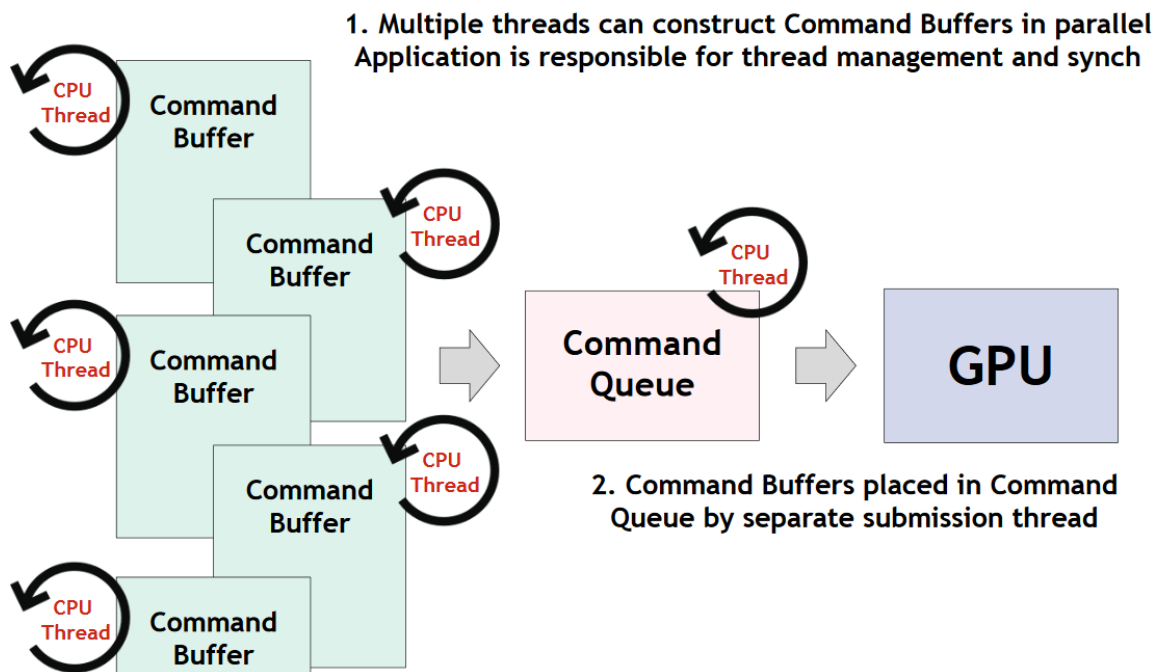 1. Multiple threads can construct Command Buffers in parallel
Application is responsible for thread management and synch
CPU
Thread
Command
Buffer
CPU
Thread
Command
Buffer
CPU
Thread
Command
Buffer
CPU
Thread
Command
Buffer
CPU
Thread
Command
Buffer
CPU
Thread
Command
Queue
GPU
2. Command Buffers placed in Command
Queue by separate submission thread